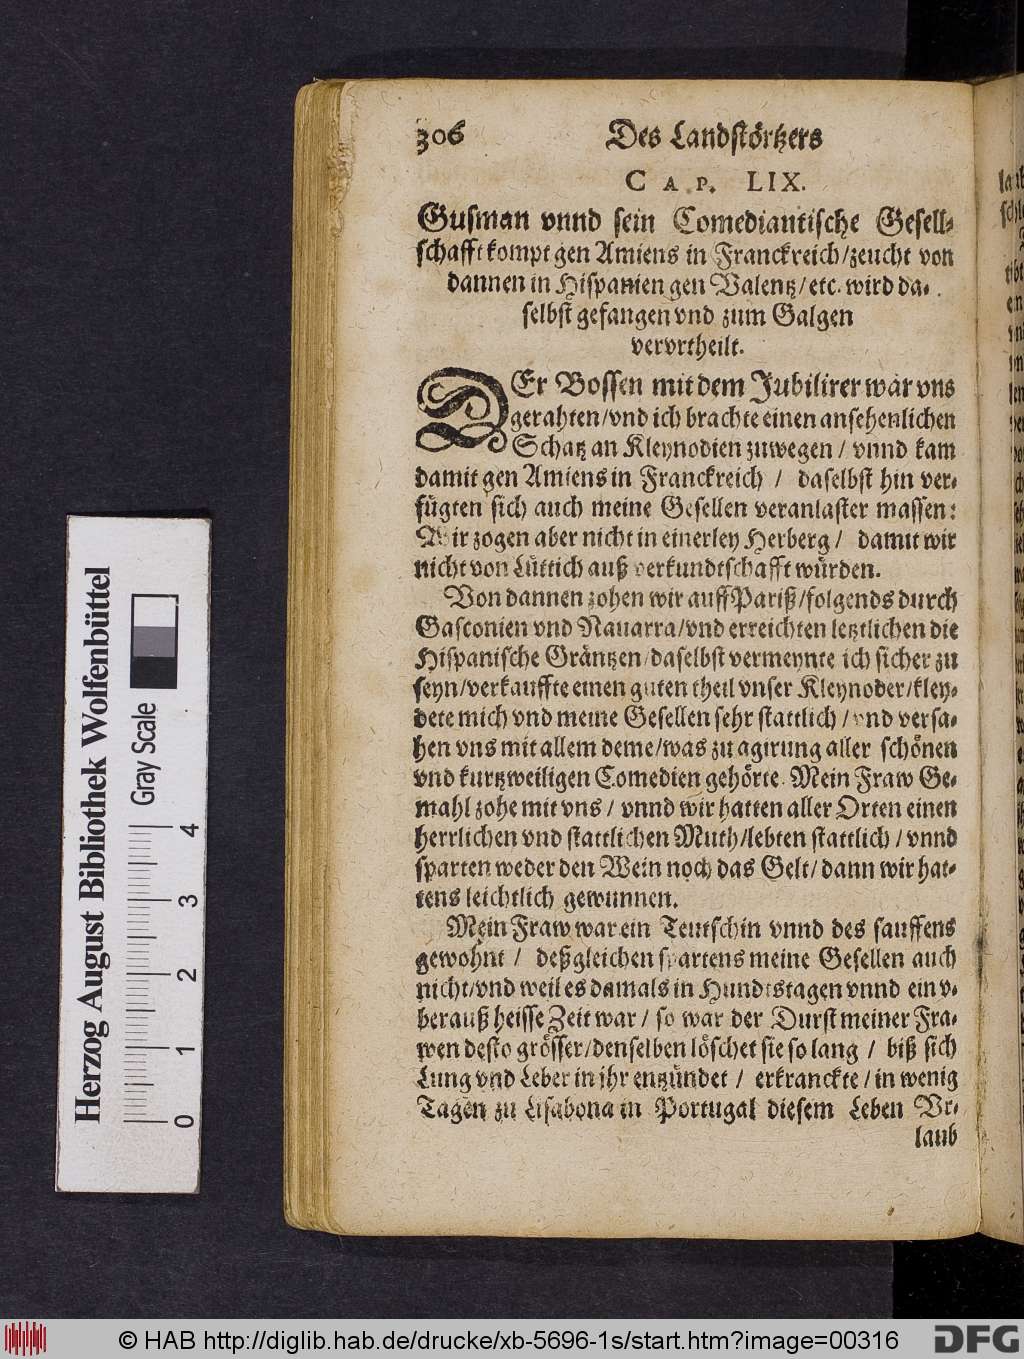 306 Des Landstörtzers
CAP. LIX.
Gusman vnnd sein Comediantische Gesell-
schafft kompt gen Amiens in Franckreich/zeucht von
dannen in Hispanien gen Valentz/etc. wird da-
selbst gefangen vnd zum Galgen
vervrtheilt.
DEr Bossen mit dem Jubilirer war vns
gerahten/vnd ich brachte einen ansehenlichen
Schatz an Kleynodien zuwegen/ vnnd kam
damit gen Amiens in Franckreich/ daselbst hin ver-
fügten sich auch meine Gesellen veranlaster massen:
Wir zogen aber nicht in einerley Herberg/ damit wir
nicht von Lüttich auß verkundtschafft würden.
Von dannen zohen wir auff Pariß/folgends durch
Gasconien vnd Nauarra/vnd erreichten letztlichen die
Hispanische Gräntzen/daselbst vermeynte ich sicher zu
seyn/verkauffte einen guten theil vnser Kleynoder/kley-
dete mich vnd meine Gesellen sehr stattlich/vnd versa-
hen vns mit allem deme/was zu agirung aller schönen
vnd kurtzweiligen Comedien gehörte. Mein Fraw Ge-
mahl zohe mit vns/ vnnd wir hatten aller Orten einen
herrlichen vnd stattlichen Muth/lebten stattlich/vnnd
sparten weder den Wein noch das Gelt/dann wir hat-
tens leichtlich gewunnen.
Mein Fraw war ein Teutschin vnnd des sauffens
gewohnt/ deßgleichen spartens meine Gesellen auch
nicht/vnd weil es damals in Hundtstagen vnnd ein v-
berauß heisse Zeit war/ so war der Durst meiner Fra-
wen desto grösser/denselben löschet sie so lang/ biß sich
Lung vnd Leber in jhr entzündet/ erkranckte/in wenig
Tagen zu Lisabona in Portugal diesem Leben Vr-
laub
Herzog August Bibliothek Wolfenbüttel
Gray Scale
0 1 2 3 4
© HAB http://diglib.hab.de/drucke/xb-5696-1s/start.htm?image=00316
DFG